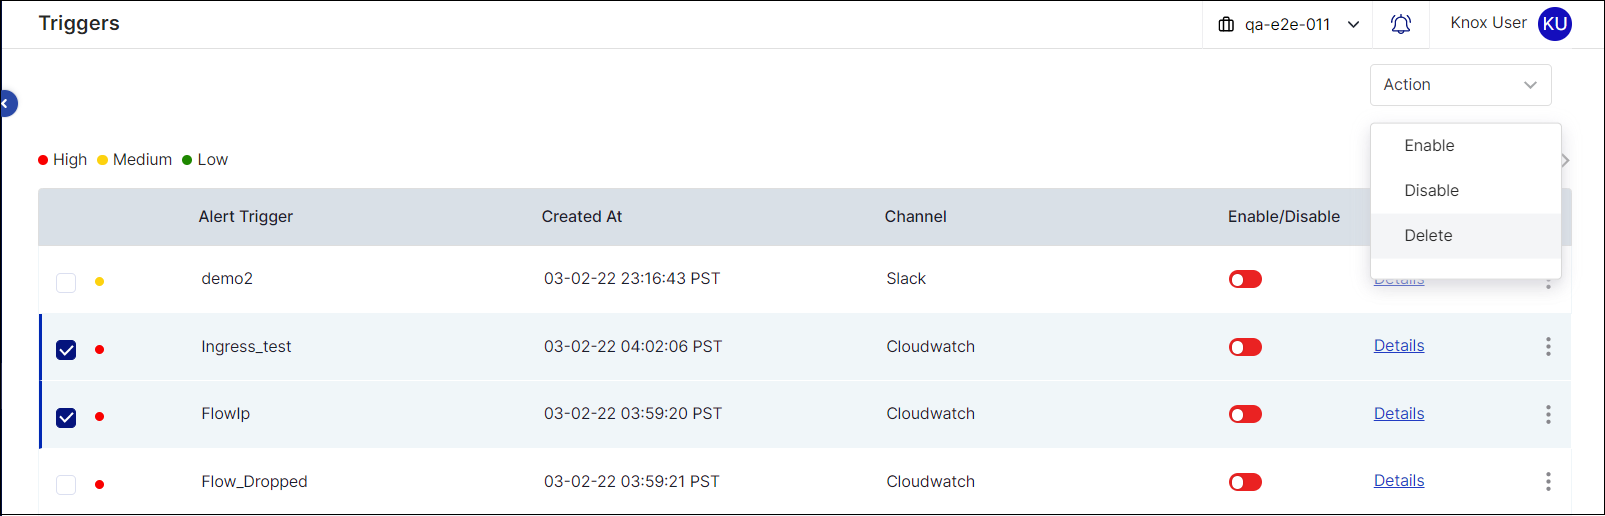 Triggers
qa-e2e-011
Knox User KU
Action
Enable
Disable
Delete
High Medium Low
Alert Trigger Created At Channel Enable/Disable
demo2 03-02-22 23:16:43 PST Slack Details
Ingress_test 03-02-22 04:02:06 PST Cloudwatch Details
FlowIp 03-02-22 03:59:20 PST Cloudwatch Details
Flow_Dropped 03-02-22 03:59:21 PST Cloudwatch Details